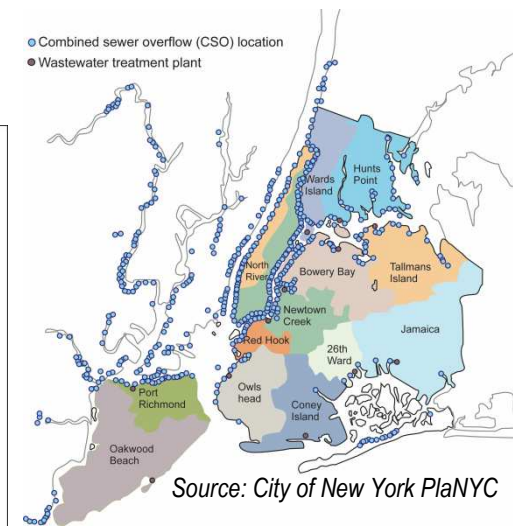 Combined sewer overflow (CSO) location
Wastewater treatment plant
Wards
Island
Hunts
Point
North
River
Bowery Bay
Tallmans
Island
Newtown
Creek
Jamaica
Red Hook
26th
Ward
Owls
head
Coney
Island
Port
Richmond
Oakwood
Beach
Source: City of New York PlaNYC